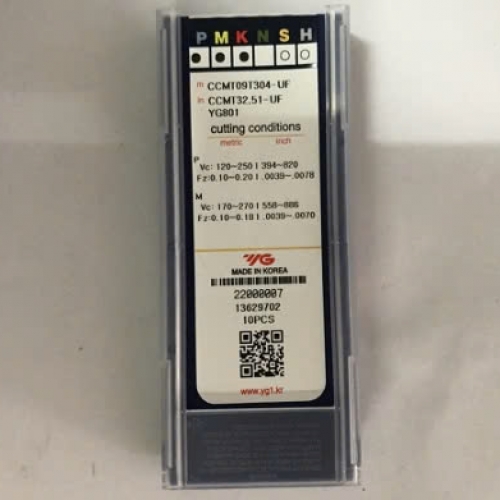 P M K N S H
m CCMT09T304-UF
in CCMT32.51-UF
YG801
cutting conditions
metric inch
P
Vc: 120~250 | 394~820
Fz:0.10~0.20 | .0039~.0078
M
Vc: 170~270 | 558~886
Fz:0.10~0.18 | .0039~.0070
YG
MADE IN KOREA
22000007
13629702
10PCS
www.yg1.kr